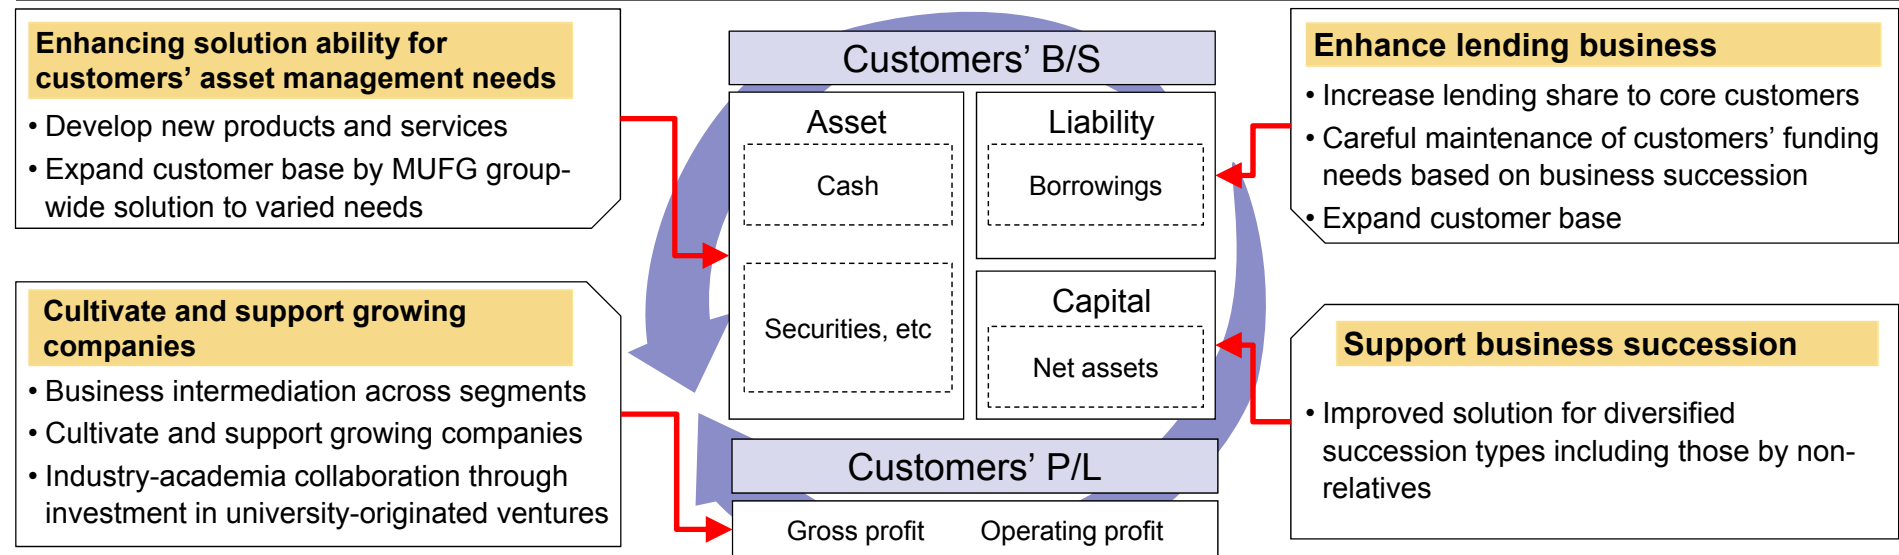 Enhancing solution ability for
customers’ asset management needs
• Develop new products and services
• Expand customer base by MUFG group-
wide solution to varied needs
Cultivate and support growing
companies
• Business intermediation across segments
• Cultivate and support growing companies
• Industry-academia collaboration through
investment in university-originated ventures
Customers’ B/S
Asset
Cash
Securities, etc
Liability
Borrowings
Capital
Net assets
Customers’ P/L
Gross profit Operating profit
Enhance lending business
• Increase lending share to core customers
• Careful maintenance of customers’ funding
needs based on business succession
• Expand customer base
Support business succession
• Improved solution for diversified
succession types including those by non-
relatives